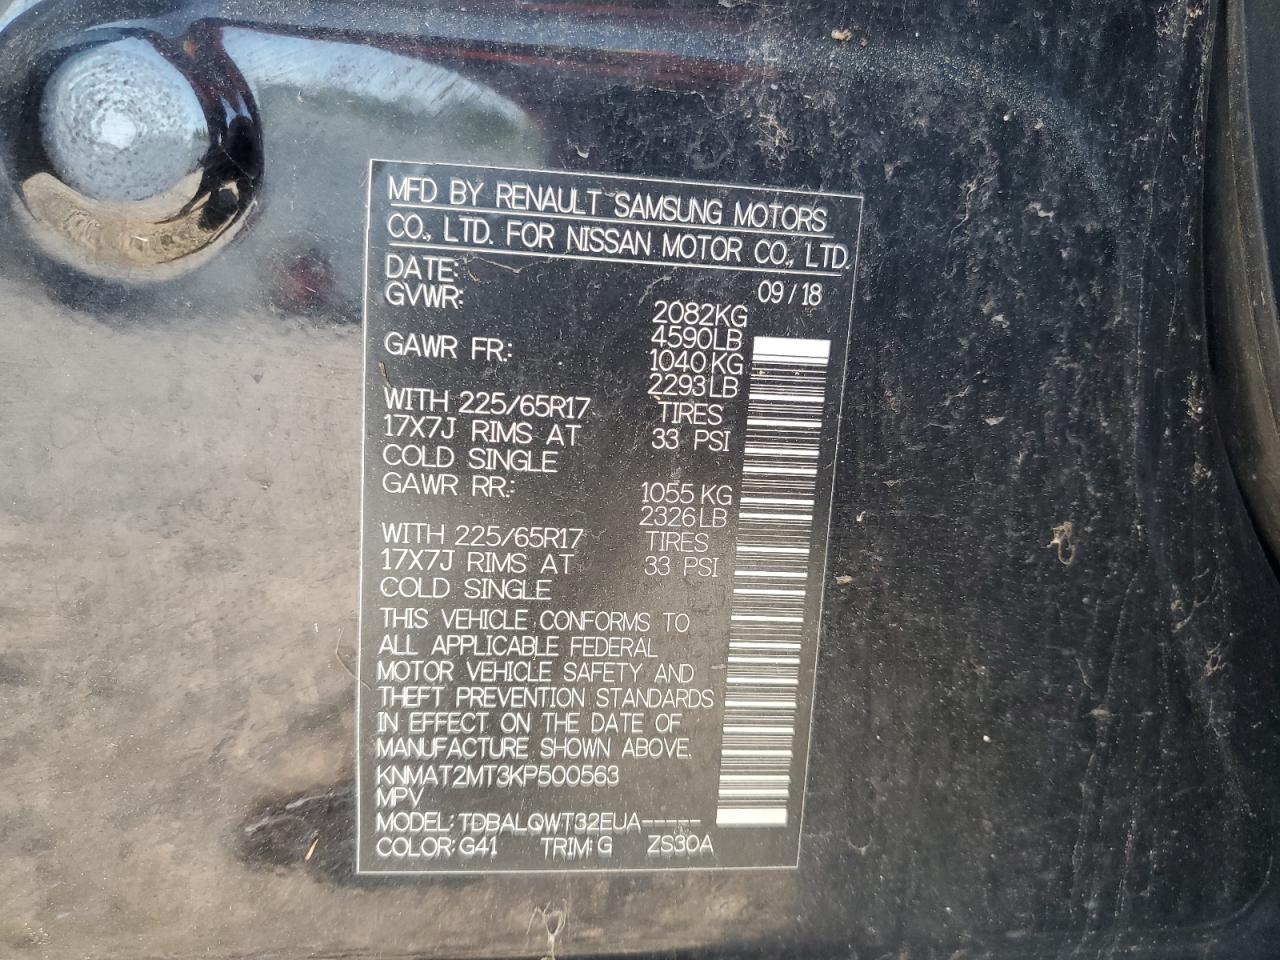 MFD BY RENAULT SAMSUNG MOTORS
CO., LTD. FOR NISSAN MOTOR CO., LTD.
DATE: 09/18
GVWR: 2082KG
4590LB
GAWR FR.: 1040KG
2293LB
WITH 225/65R17 TIRES
17X7J RIMS AT 33 PSI
COLD SINGLE
GAWR RR.: 1055KG
2326LB
WITH 225/65R17 TIRES
17X7J RIMS AT 33 PSI
COLD SINGLE
THIS VEHICLE CONFORMS TO
ALL APPLICABLE FEDERAL
MOTOR VEHICLE SAFETY AND
THEFT PREVENTION STANDARDS
IN EFFECT ON THE DATE OF
MANUFACTURE SHOWN ABOVE.
KNMAT2MT3KP500563
MPV
MODEL: TDBALQWT32EUA-----
COLOR: G41 TRIM: G ZS30A